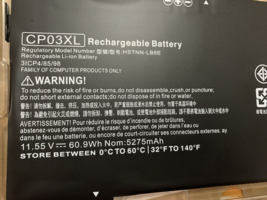 CP03XL Rechargeable Battery
Regulatory Model Number : HSTNN-LB8E
Rechargeable Li-ion Battery
3ICP4/85/98
FAMILY OF COMPUTER PRODUCTS ONLY
WARNING!
To reduce the risk of fire or burns,do not disassemble,crush,or puncture;
do not short external contacts;do not dispose of in water or fire.
AVERTISSEMENT! Pour réduire le risque d'incendie ou de brûlures,
abstenez-vous de démonter, d'écraser, de perforer, de jeter dans l'eau
ou dans le feu la batterie, ou encore de court-circuiter ses connecteurs externes.
11.55 V 60.9Wh Nom:5275mAh
STORE BETWEEN 0°C TO 60°C | 32°F TO 140°F